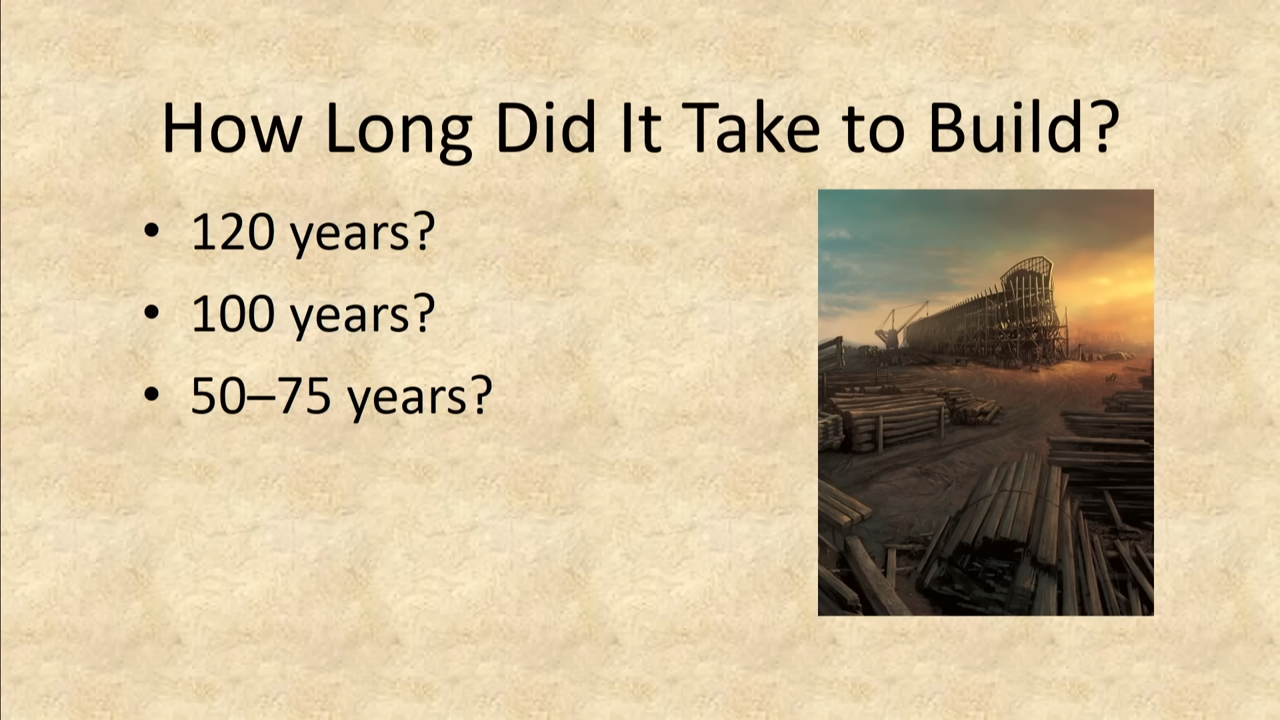 How Long Did It Take to Build?
• 120 years?
• 100 years?
• 50–75 years?